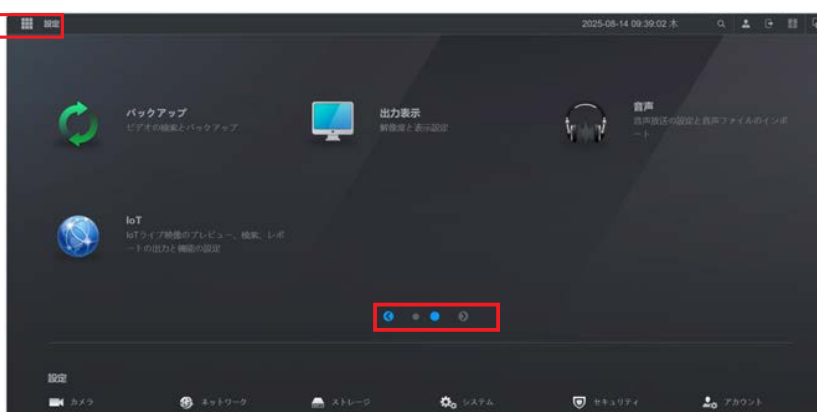 設定
2025-08-14 09:39:02 木
バックアップ
ビデオの検索とバックアップ
出力表示
解像度と表示設定
音声
音声放送の設定と音声ファイルのインポ
ート
IoT
IoTライブ映像のプレビュー、検索、レポ
ートの出力と機能の設定
設定
カメラ
ネットワーク
ストレージ
システム
セキュリティ
アカウント